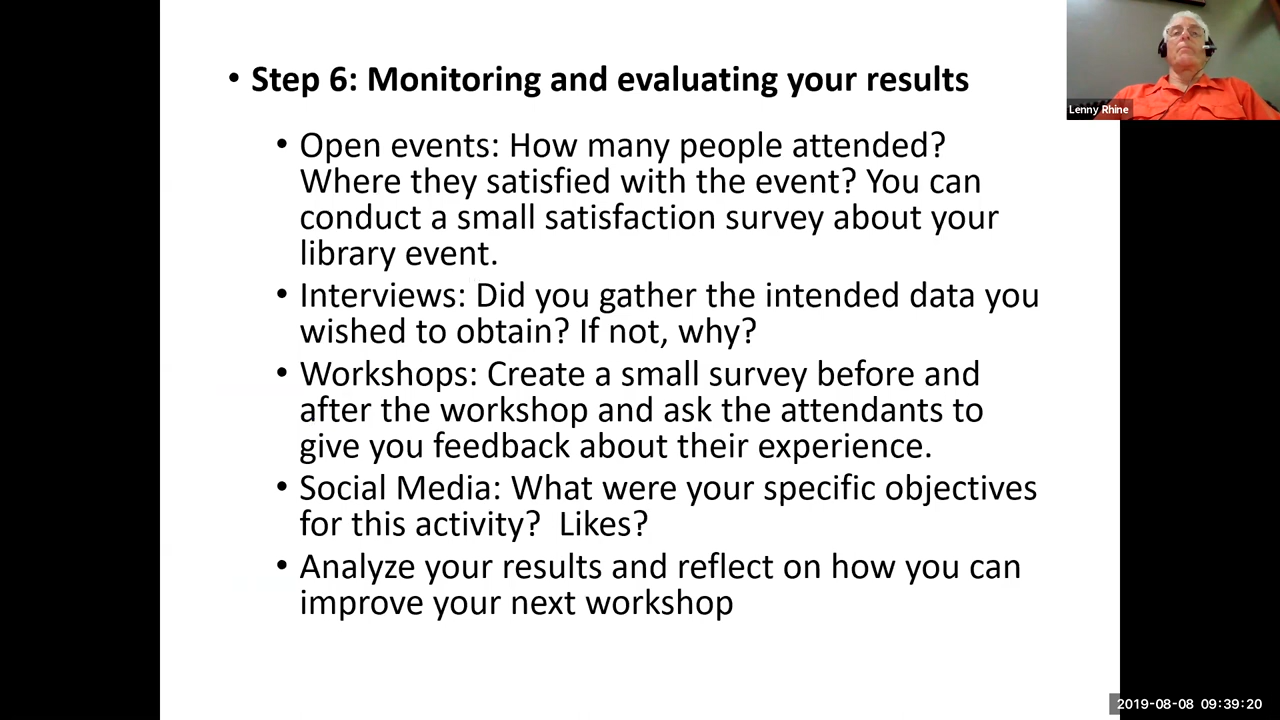 • Step 6: Monitoring and evaluating your results
• Open events: How many people attended?
Where they satisfied with the event? You can
conduct a small satisfaction survey about your
library event.
• Interviews: Did you gather the intended data you
wished to obtain? If not, why?
• Workshops: Create a small survey before and
after the workshop and ask the attendants to
give you feedback about their experience.
• Social Media: What were your specific objectives
for this activity?  Likes?
• Analyze your results and reflect on how you can
improve your next workshop
Lenny Rhine
2019-08-08 09:39:20